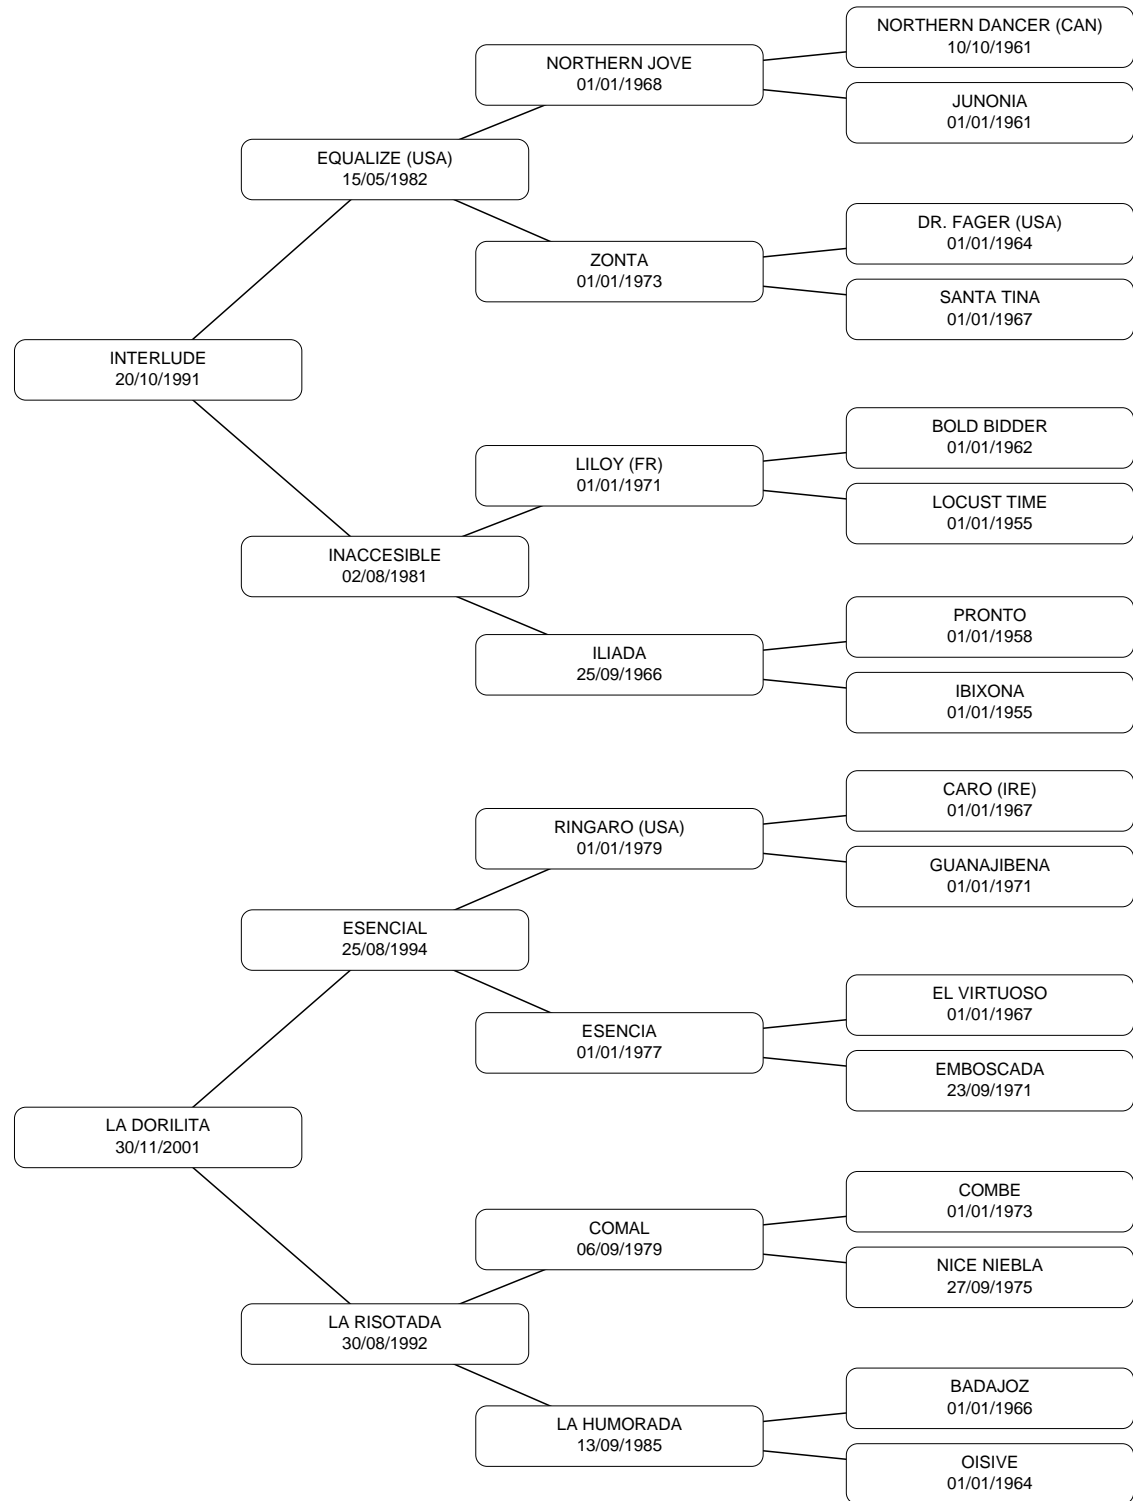 NORTHERN DANCER (CAN)
10/10/1961
NORTHERN JOVE
01/01/1968
JUNONIA
01/01/1961
EQUALIZE (USA)
15/05/1982
DR. FAGER (USA)
01/01/1964
ZONTA
01/01/1973
SANTA TINA
01/01/1967
INTERLUDE
20/10/1991
BOLD BIDDER
01/01/1962
LILOY (FR)
01/01/1971
LOCUST TIME
01/01/1955
INACCESIBLE
02/08/1981
PRONTO
01/01/1958
ILIADA
25/09/1966
IBIXONA
01/01/1955
CARO (IRE)
01/01/1967
RINGARO (USA)
01/01/1979
GUANAJIBENA
01/01/1971
ESENCIAL
25/08/1994
EL VIRTUOSO
01/01/1967
ESENCIA
01/01/1977
EMBOSCADA
23/09/1971
LA DORILITA
30/11/2001
COMBE
01/01/1973
COMAL
06/09/1979
NICE NIEBLA
27/09/1975
LA RISOTADA
30/08/1992
BADAJOZ
01/01/1966
LA HUMORADA
13/09/1985
OISIVE
01/01/1964